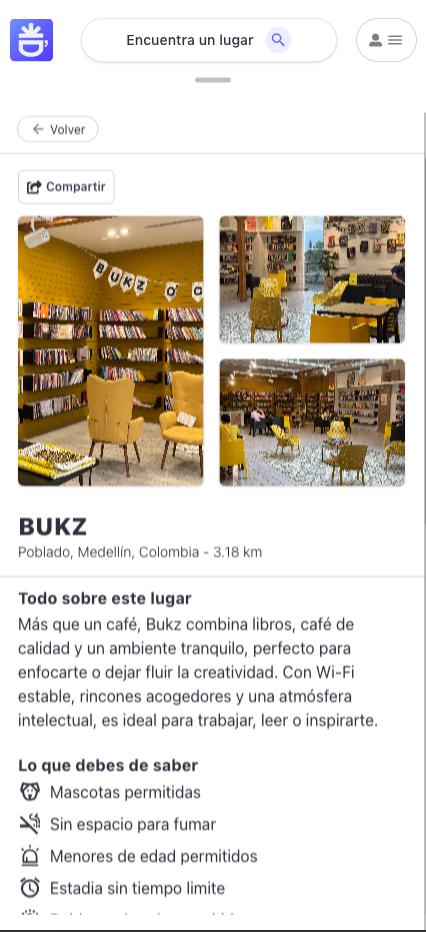 Encuentra un lugar
Volver
Compartir
BUKZ
BUKZ
Poblado, Medellín, Colombia - 3.18 km
Todo sobre este lugar
Más que un café, Bukz combina libros, café de
calidad y un ambiente tranquilo, perfecto para
enfocarte o dejar fluir la creatividad. Con Wi-Fi
estable, rincones acogedores y una atmósfera
intelectual, es ideal para trabajar, leer o inspirarte.
Lo que debes de saber
Mascotas permitidas
Sin espacio para fumar
Menores de edad permitidos
Estadia sin tiempo limite